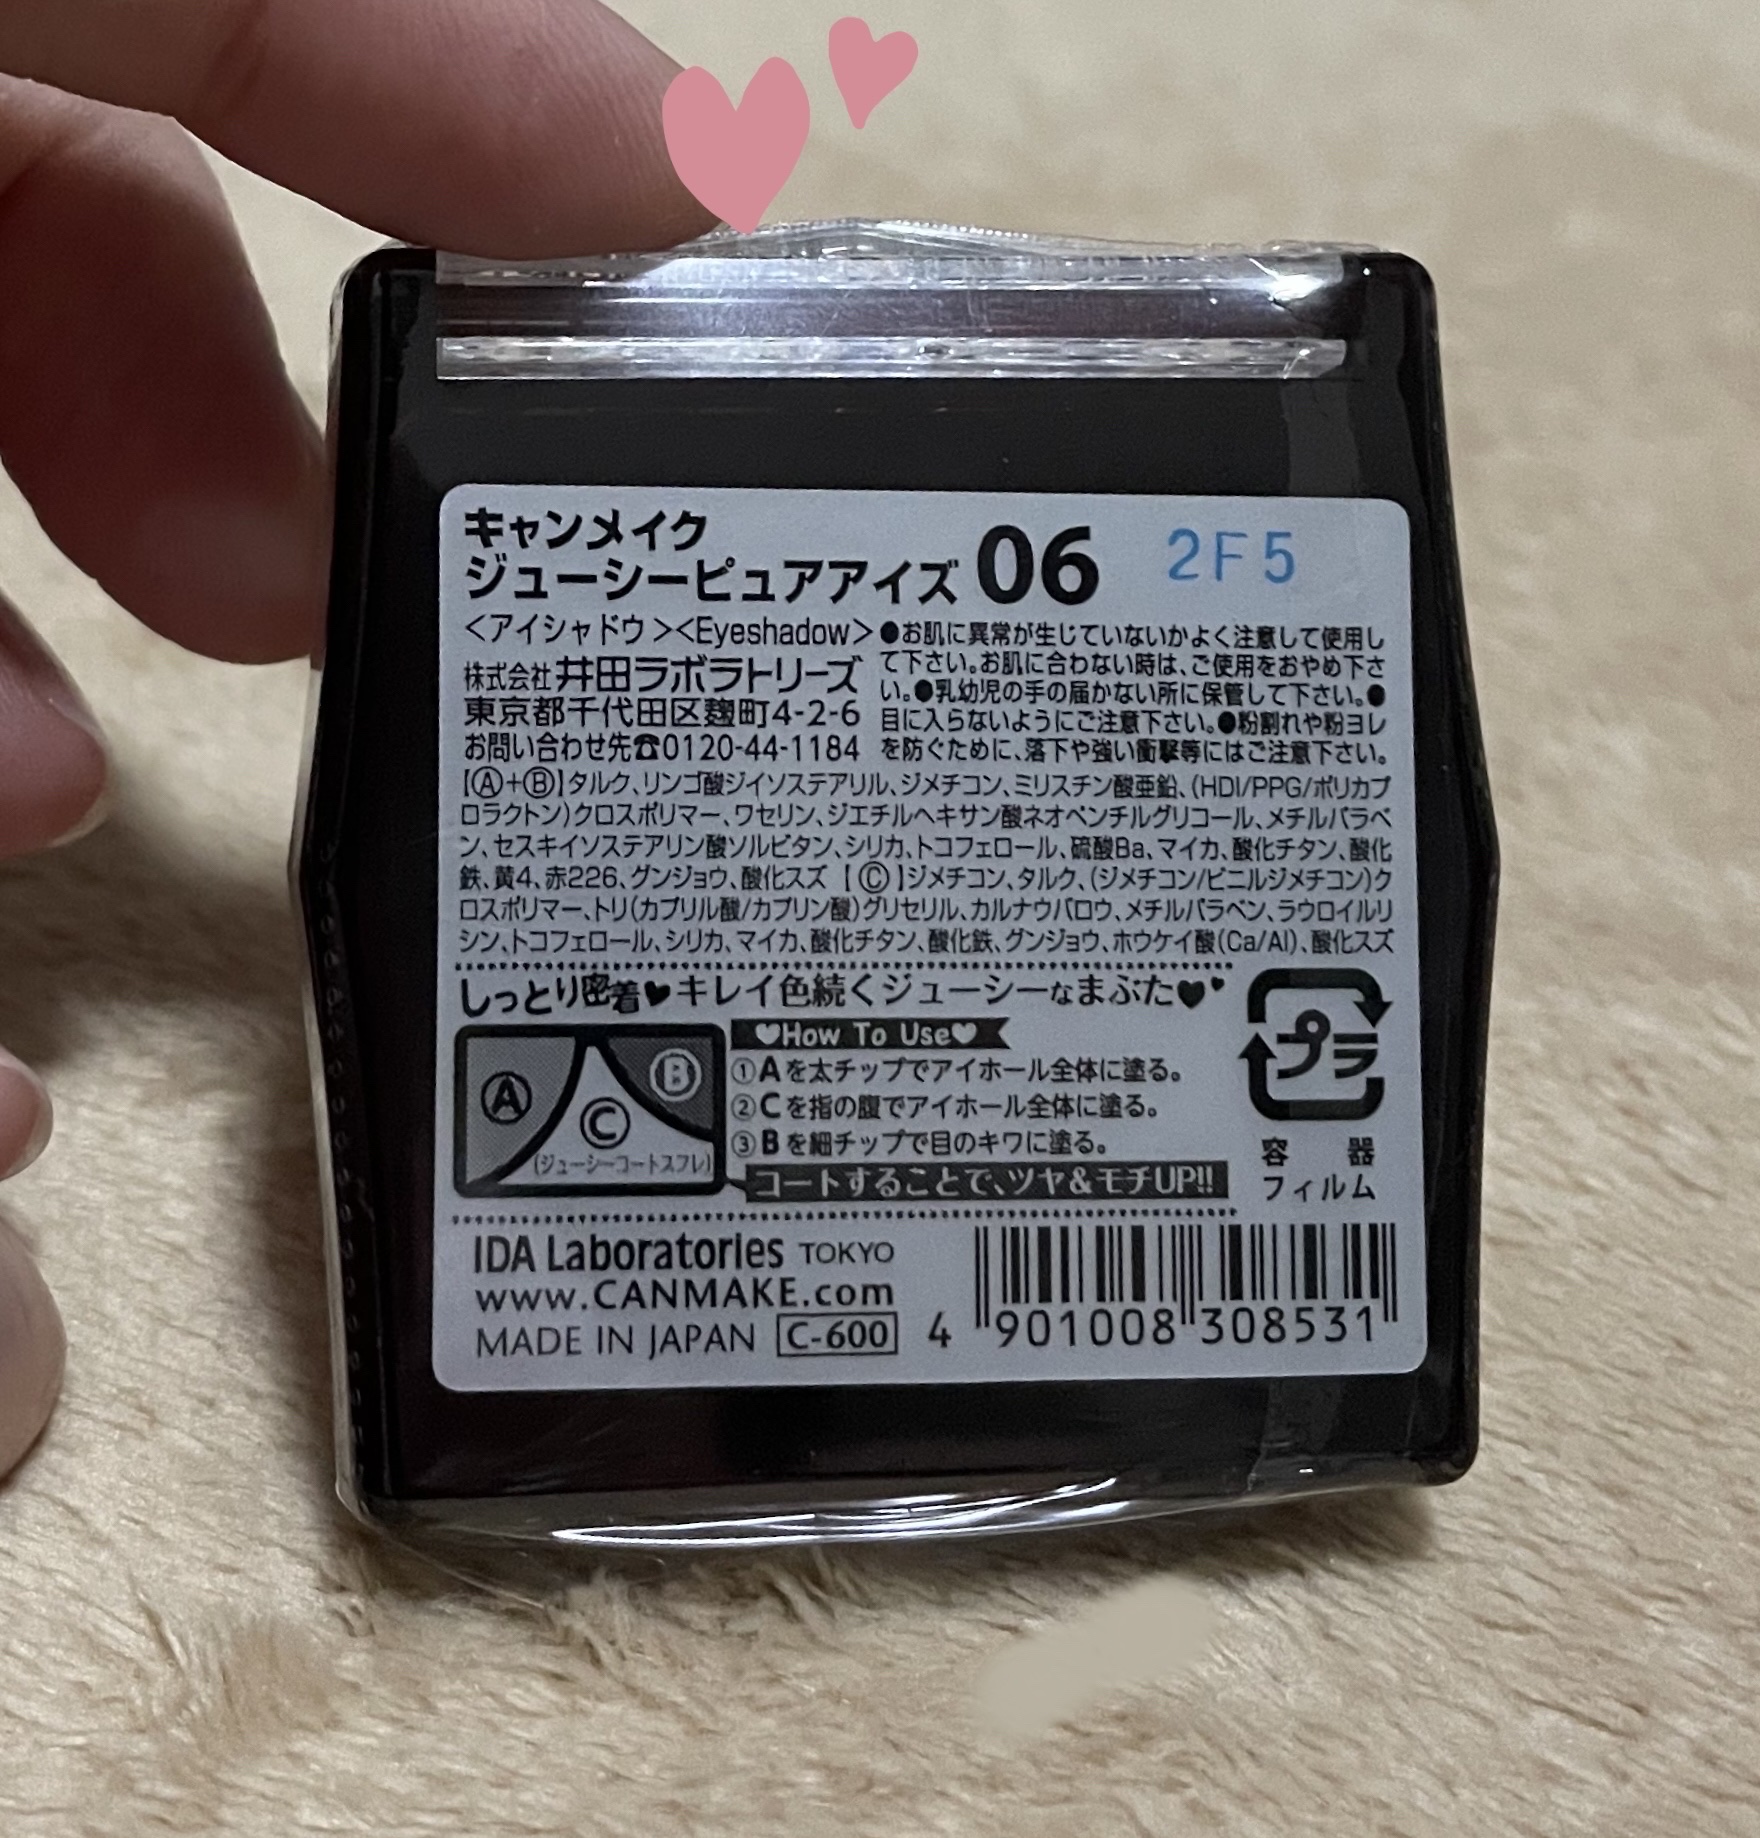 キャンメイク
ジューシーピュアアイズ 06 2F5
<アイシャドウ><Eyeshadow>
株式会社 井田ラボラトリーズ
東京都千代田区麹町4-2-6
お問い合わせ先☎0120-44-1184
●お肌に異常が生じていないかよく注意して使用し
て下さい。お肌に合わない時は、ご使用をおやめ下さ
い。●乳幼児の手の届かない所に保管して下さい。●
目に入らないようにご注意下さい。●粉割れや粉ヨレ
を防ぐために、落下や強い衝撃等にはご注意下さい。
【Ⓐ+Ⓑ】タルク、リンゴ酸ジイソステアリル、ジメチコン、ミリスチン酸亜鉛、(HDI/PPG/ポリカプ
ロラクトン)クロスポリマー、ワセリン、ジエチルヘキサン酸ネオペンチルグリコール、メチルパラベ
ン、セスキイソステアリン酸ソルビタン、シリカ、トコフェロール、硫酸Ba、マイカ、酸化チタン、酸化
鉄、黄4、赤226、グンジョウ、酸化スズ 【Ⓒ】ジメチコン、タルク、(ジメチコン/ビニルジメチコン)ク
ロスポリマー、トリ(カプリル酸/カプリン酸)グリセリル、カルナウバロウ、メチルパラベン、ラウロイルリ
シン、トコフェロール、シリカ、マイカ、酸化チタン、酸化鉄、グンジョウ、ホウケイ酸(Ca/Al)、酸化スズ
しっとり密着♥キレイ色続くジューシーなまぶた♥♥
Ⓐ
Ⓑ
Ⓒ
(ジューシーコートスフレ)
♥How To Use♥
①Aを太チップでアイホール全体に塗る。
②Cを指の腹でアイホール全体に塗る。
③Bを細チップで目のキワに塗る。
コートすることで、ツヤ&モチUP!!
プラ
容 器
フィルム
IDA Laboratories TOKYO
www.CANMAKE.com
MADE IN JAPAN C-600
4 901008 308531